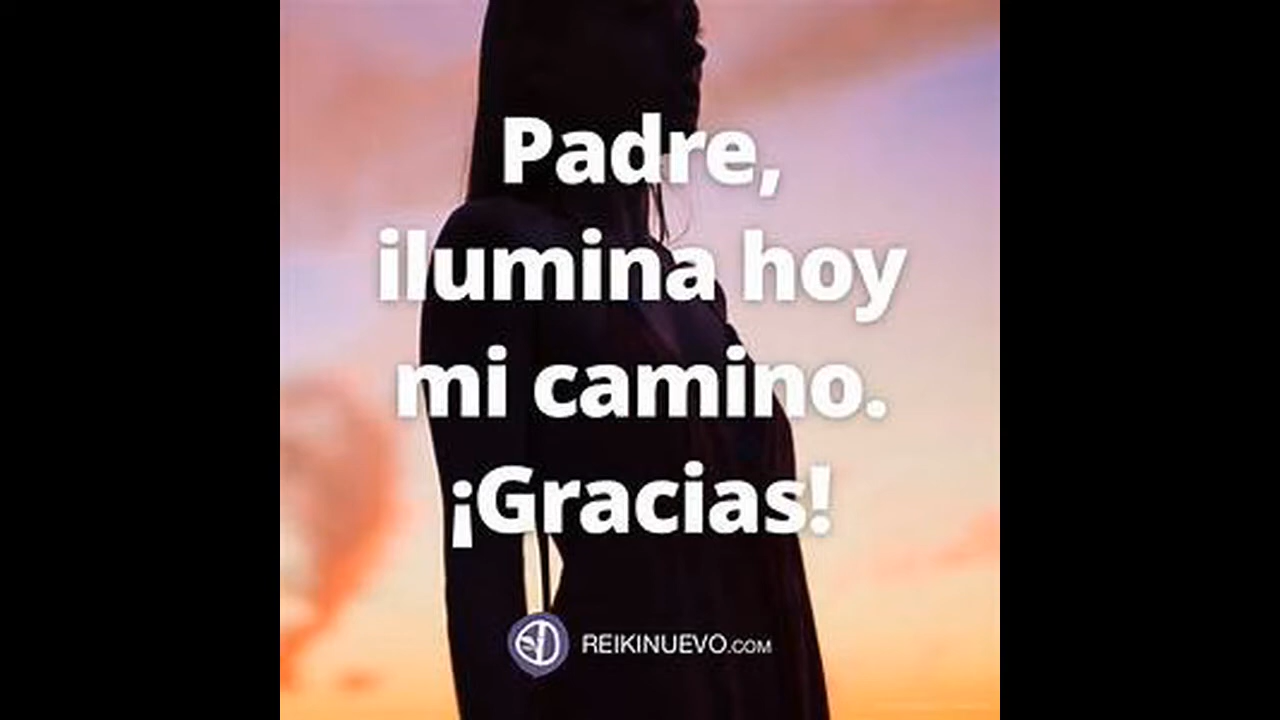 Padre,
ilumina hoy
mi camino.
¡Gracias!
REIKINUEVO.COM